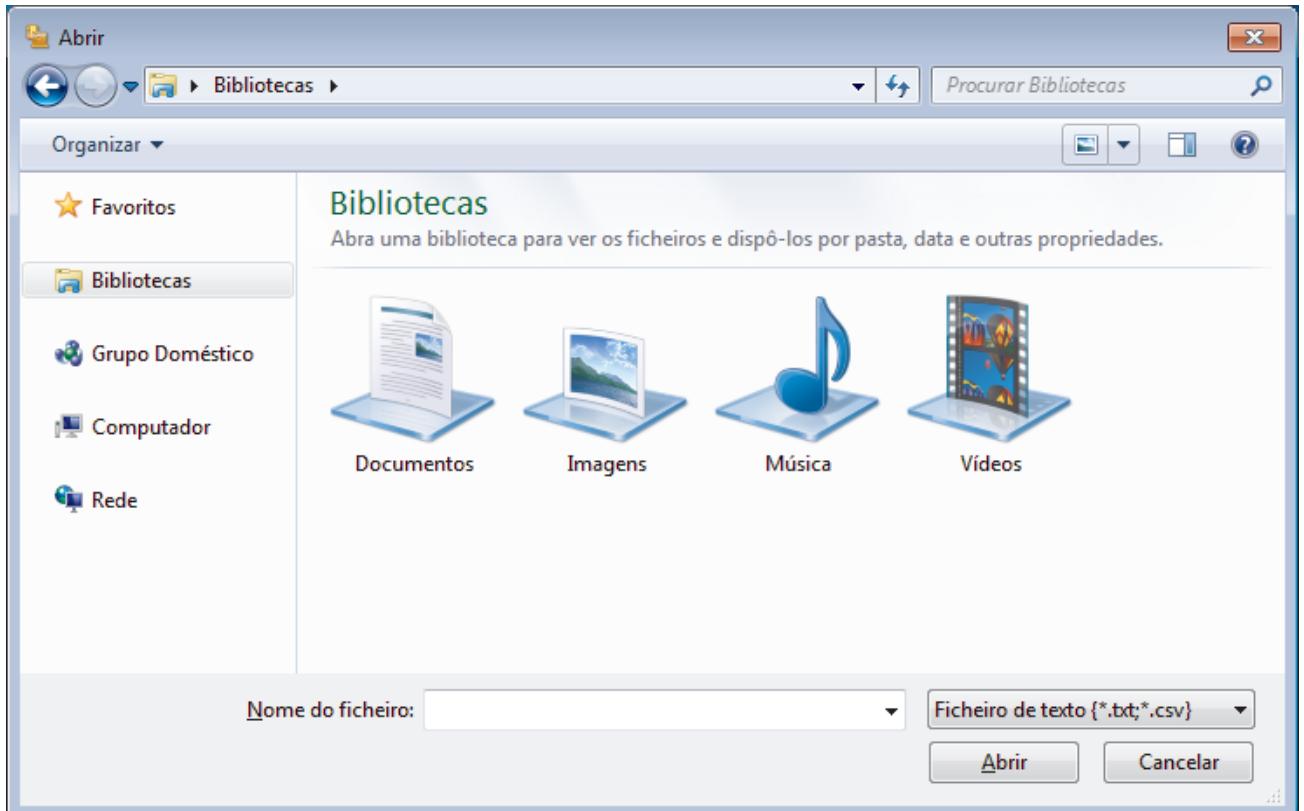 Abrir
Bibliotecas
Procurar Bibliotecas
Organizar
Favoritos
Bibliotecas
Grupo Doméstico
Computador
Rede
Bibliotecas
Abra uma biblioteca para ver os ficheiros e dispô-los por pasta, data e outras propriedades.
Documentos
Imagens
Música
Vídeos
Nome do ficheiro:
Ficheiro de texto {*.txt;*.csv}
Abrir
Cancelar